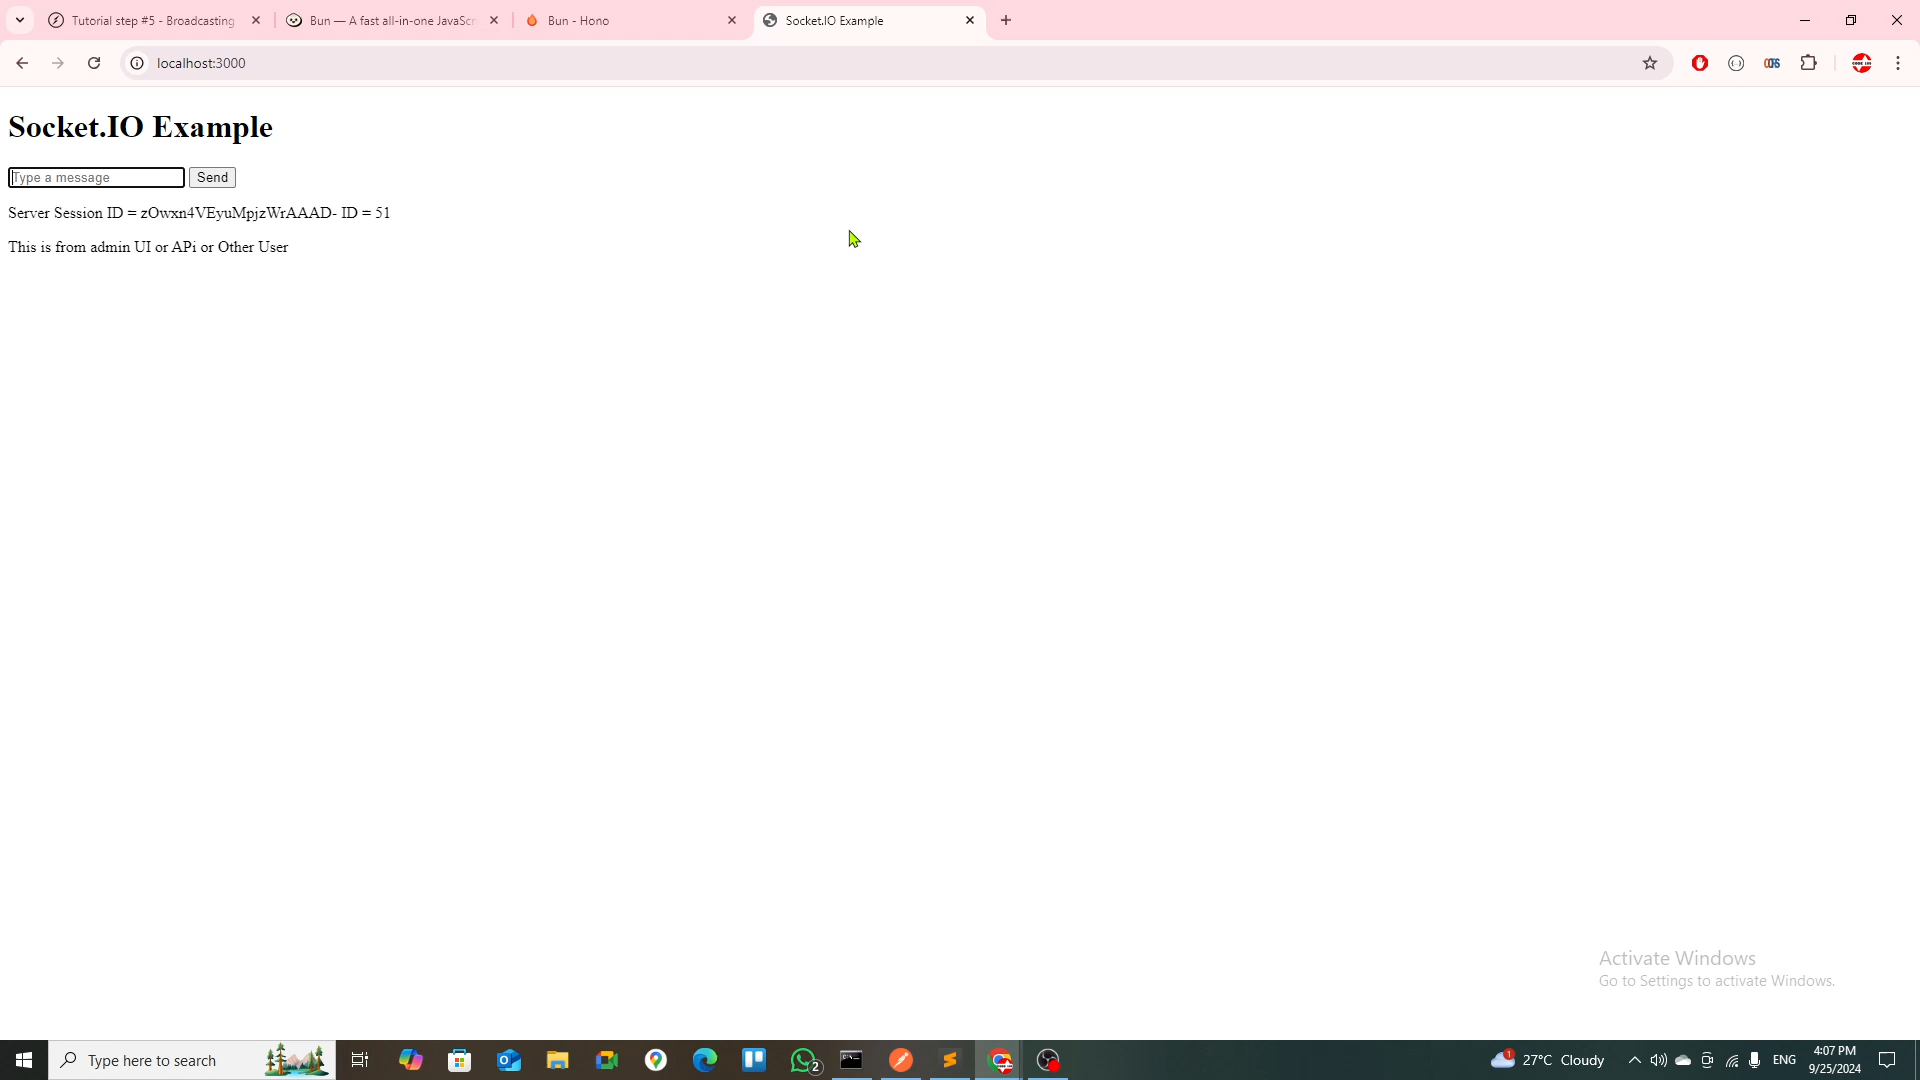 Tutorial step #5 - Broadcasting
Bun — A fast all-in-one JavaScr
Bun - Hono
Socket.IO Example
localhost:3000
Socket.IO Example
Type a message
Send
Server Session ID = zOwxn4VEyuMpjzWrAAAD- ID = 51
This is from admin UI or APi or Other User
Activate Windows
Go to Settings to activate Windows.
Type here to search
2
1
27°C Cloudy
ENG
4:07 PM
9/25/2024